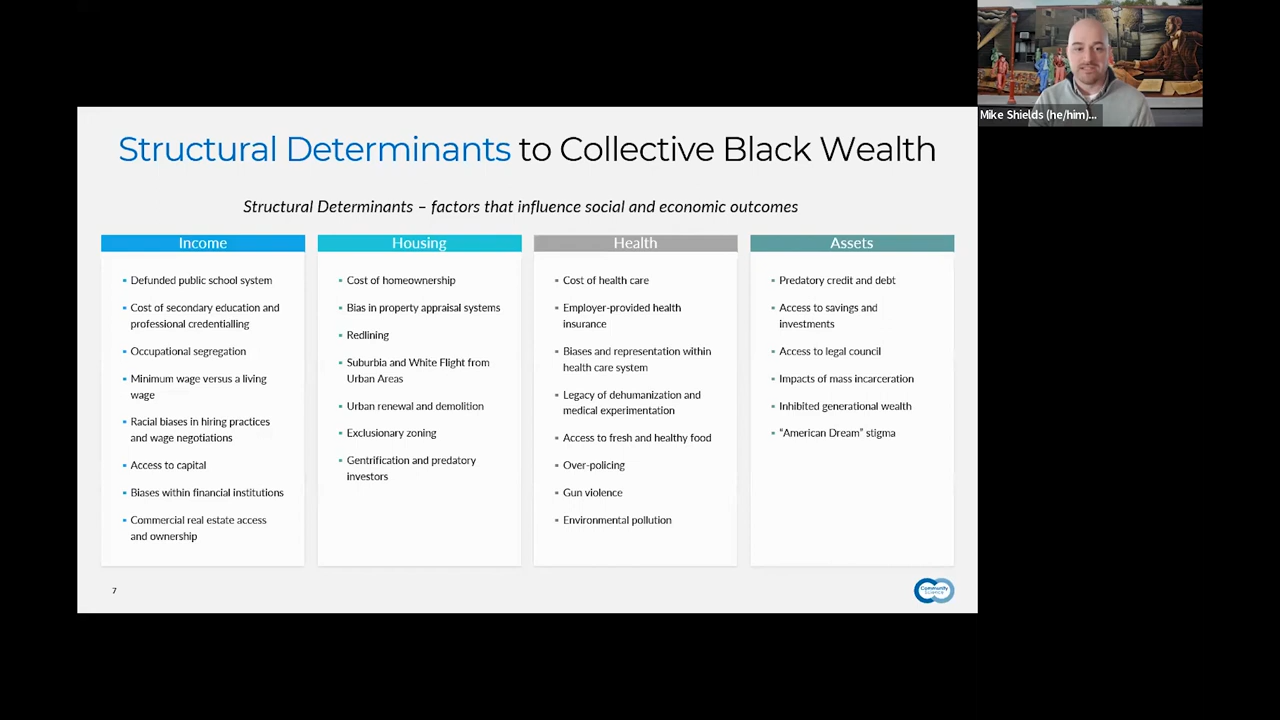 Structural Determinants to Collective Black Wealth
Structural Determinants – factors that influence social and economic outcomes
Income
Defunded public school system
Cost of secondary education and
professional credentialling
Occupational segregation
Minimum wage versus a living
wage
Racial biases in hiring practices
and wage negotiations
Access to capital
Biases within financial institutions
Commercial real estate access
and ownership
Housing
Cost of homeownership
Bias in property appraisal systems
Redlining
Suburbia and White Flight from
Urban Areas
Urban renewal and demolition
Exclusionary zoning
Gentrification and predatory
investors
Health
Cost of health care
Employer-provided health
insurance
Biases and representation within
health care system
Legacy of dehumanization and
medical experimentation
Access to fresh and healthy food
Over-policing
Gun violence
Environmental pollution
Assets
Predatory credit and debt
Access to savings and
investments
Access to legal council
Impacts of mass incarceration
Inhibited generational wealth
“American Dream” stigma
7
Community
Science
Mike Shields (he/him)...